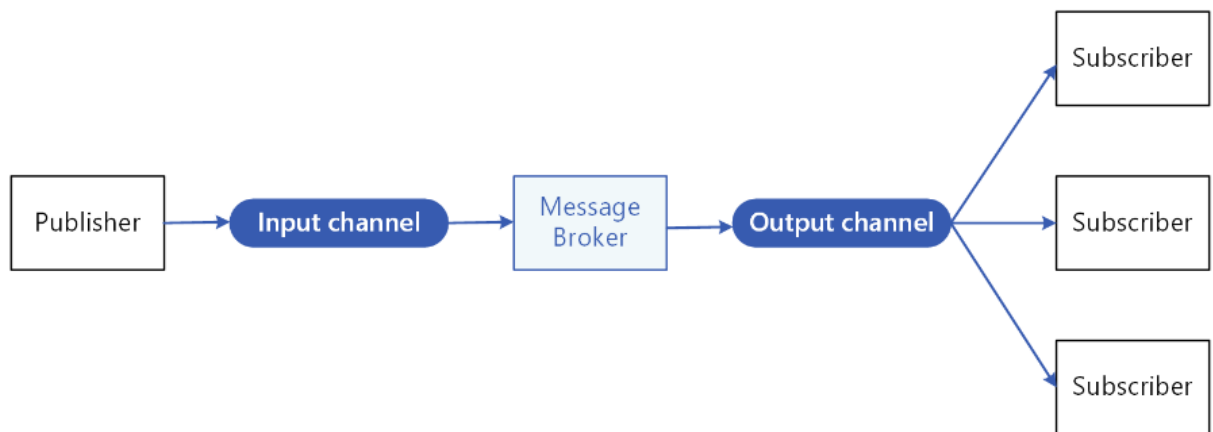 Subscriber
Publisher
Input channel
Message
Broker
Output channel
Subscriber
Subscriber